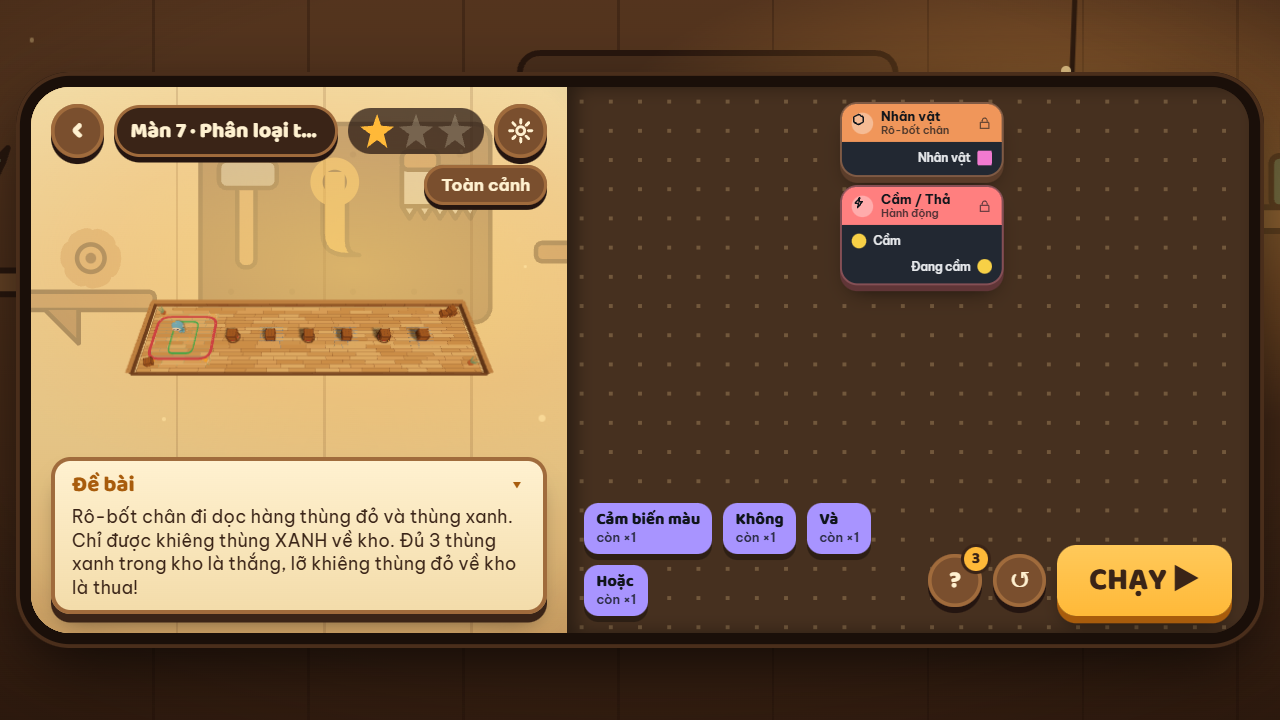 Màn 7 · Phân loại t...
Toàn cảnh
Đề bài
Rô-bốt chân đi dọc hàng thùng đỏ và thùng xanh.
Chỉ được khiêng thùng XANH về kho. Đủ 3 thùng
xanh trong kho là thắng, lỡ khiêng thùng đỏ về kho
là thua!
Nhân vật
Rô-bốt chân
Nhân vật
Cầm / Thả
Hành động
Cầm
Đang cầm
Cảm biến màu
còn ×1
Không
còn ×1
Và
còn ×1
Hoặc
còn ×1
?
3
CHẠY